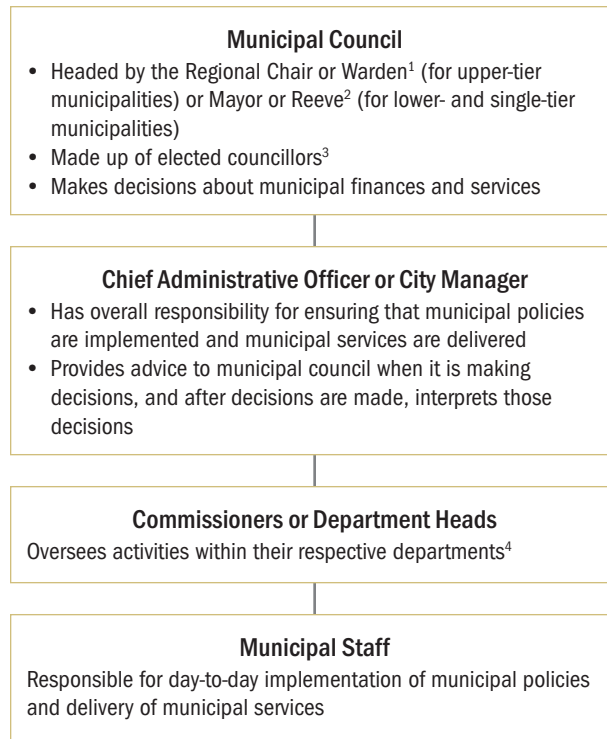 Municipal Council
• Headed by the Regional Chair or Warden¹ (for upper-tier
municipalities) or Mayor or Reeve² (for lower- and single-tier
municipalities)
• Made up of elected councillors³
• Makes decisions about municipal finances and services
Chief Administrative Officer or City Manager
• Has overall responsibility for ensuring that municipal policies
are implemented and municipal services are delivered
• Provides advice to municipal council when it is making
decisions, and after decisions are made, interprets those
decisions
Commissioners or Department Heads
Oversees activities within their respective departments⁴
Municipal Staff
Responsible for day-to-day implementation of municipal policies
and delivery of municipal services